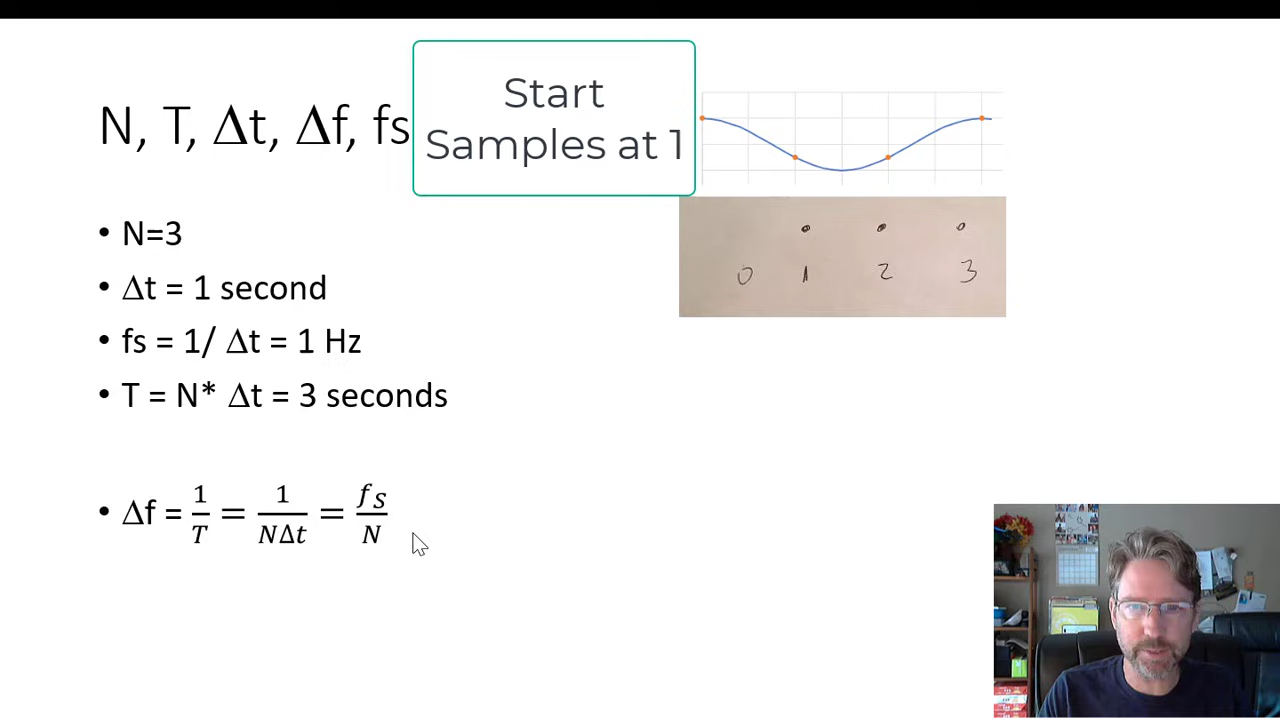 N, T, Δt, Δf, fs
Start
Samples at 1
• N=3
• Δt = 1 second
• fs = 1/ Δt = 1 Hz
• T = N* Δt = 3 seconds
• Δf = 1/T = 1/NΔt = fs/N
0 1 2 3